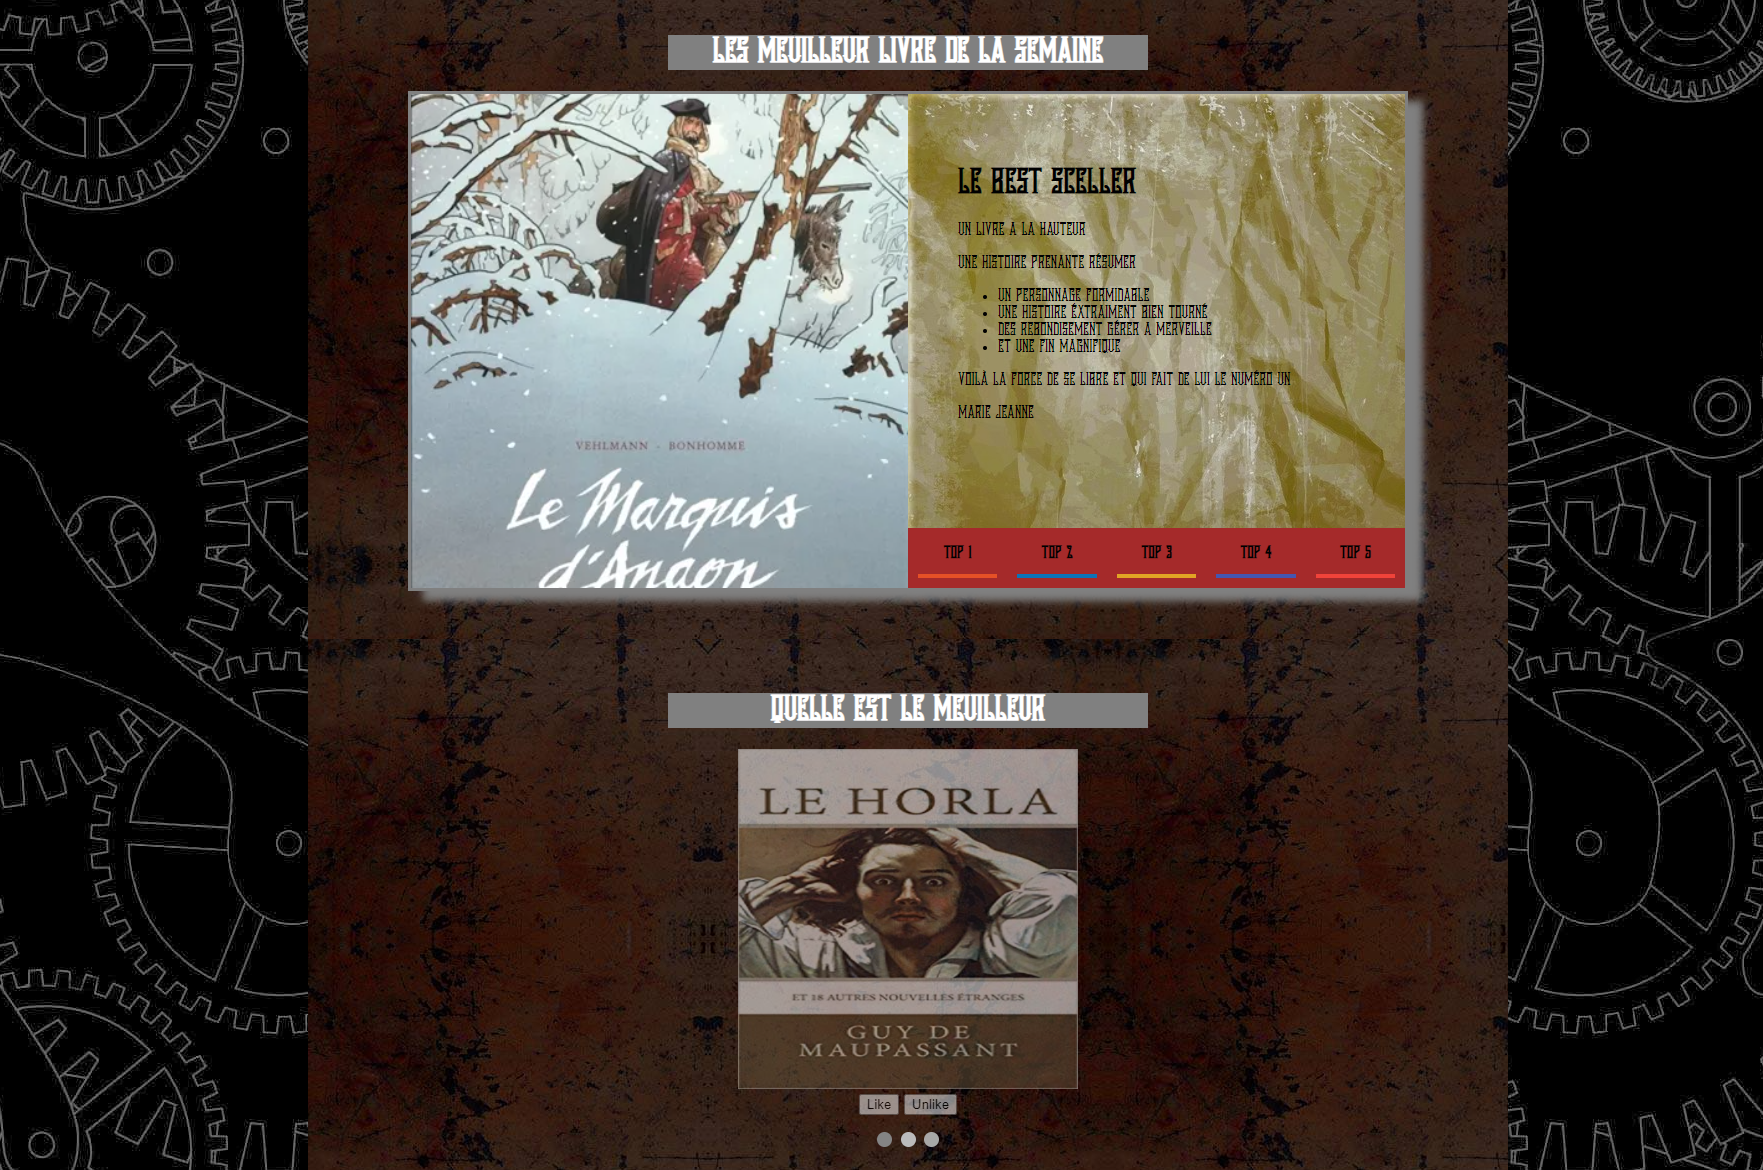 LES MEUILLEUR LIVRE DE LA SEMAINE
VEHLMANN - BONHOMME
Le Marquis
d'Anaon
LE BEST SCELLER
UN LIVRE A LA HAUTEUR
UNE HISTOIRE PRENANTE RÉSUMER
• UN PERSONNAGE FORMIDABLE
• UNE HISTOIRE ÉXTRAIMENT BIEN TOURNÉ
• DES REBONDISEMENT GÉRER A MERVEILLE
• ET UNE FIN MAGNIFIQUE
VOILÀ LA FORCE DE SE LIBRE ET QUI FAIT DE LUI LE NUMÉRO UN
MARIE JEANNE
TOP 1 TOP 2 TOP 3 TOP 4 TOP 5
QUELLE EST LE MEUILLEUR
LE HORLA
ET 18 AUTRES NOUVELLES ÉTRANGES
GUY DE
MAUPASSANT
Like Unlike